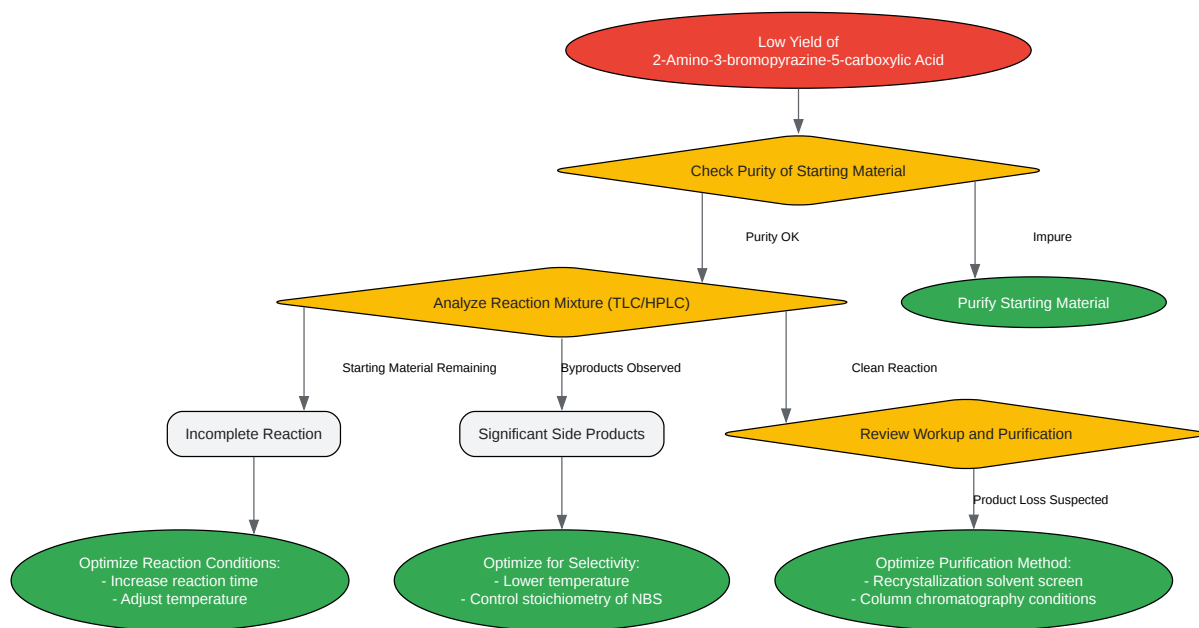 Low Yield of
2-Amino-3-bromopyrazine-5-carboxylic Acid
Check Purity of Starting Material
Purity OK
Impure
Analyze Reaction Mixture (TLC/HPLC)
Purify Starting Material
Starting Material Remaining
Byproducts Observed
Clean Reaction
Incomplete Reaction
Significant Side Products
Review Workup and Purification
Product Loss Suspected
Optimize Reaction Conditions:
- Increase reaction time
- Adjust temperature
Optimize for Selectivity:
- Lower temperature
- Control stoichiometry of NBS
Optimize Purification Method:
- Recrystallization solvent screen
- Column chromatography conditions